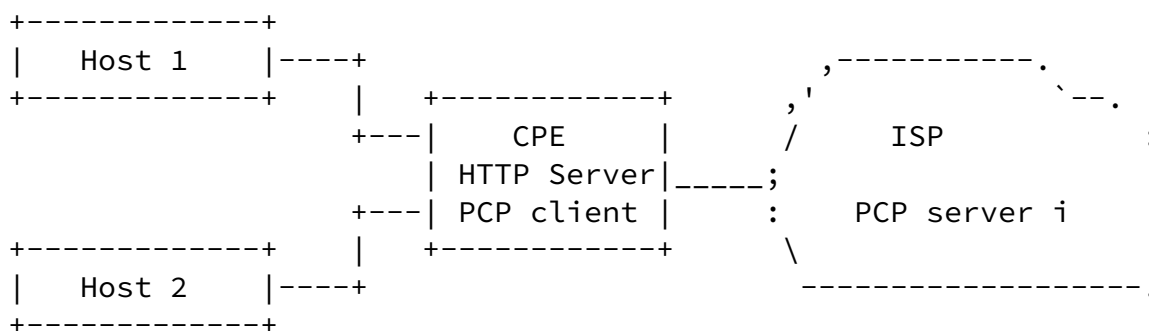 Host 1
CPE
ISP
HTTP Server
PCP client
PCP server i
Host 2